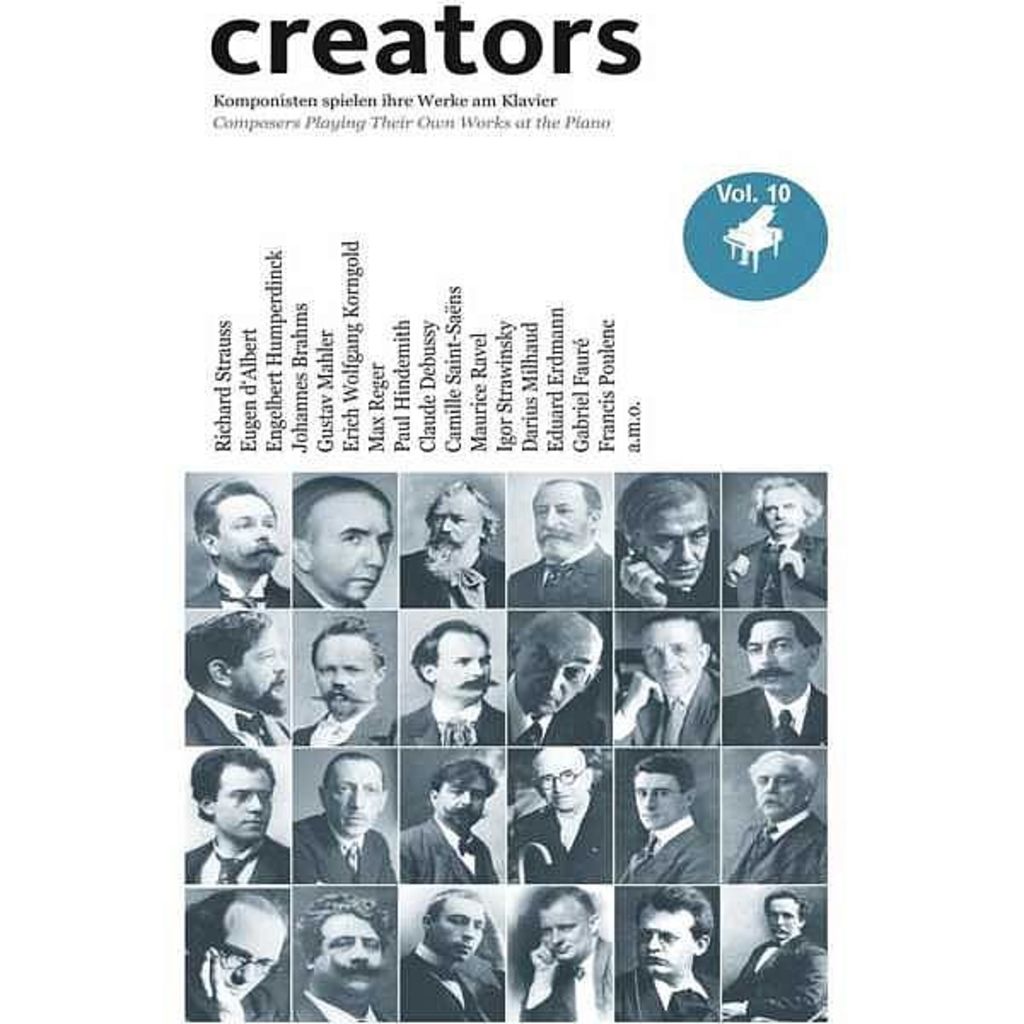 creators
Komponisten spielen ihre Werke am Klavier
Composers Playing Their Own Works at the Piano
Vol. 10
Richard Strauss
Eugen d'Albert
Engelbert Humperdinck
Johannes Brahms
Gustav Mahler
Erich Wolfgang Korngold
Max Reger
Paul Hindemith
Claude Debussy
Camille Saint-Saëns
Maurice Ravel
Igor Strawinsky
Darius Milhaud
Eduard Erdmann
Gabriel Fauré
Francis Poulenc
a.m.o.